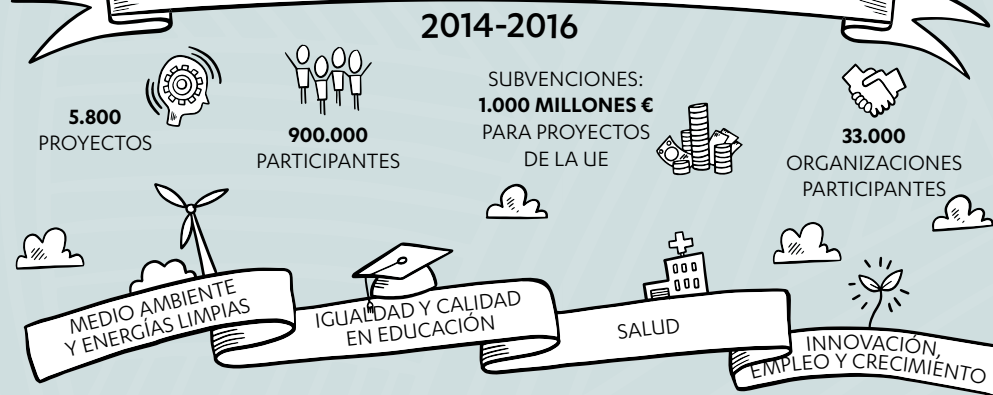 2014-2016
5.800
PROYECTOS
900.000
PARTICIPANTES
SUBVENCIONES:
1.000 MILLONES €
PARA PROYECTOS
DE LA UE
33.000
ORGANIZACIONES
PARTICIPANTES
MEDIO AMBIENTE
Y ENERGÍAS LIMPIAS
IGUALDAD Y CALIDAD
EN EDUCACIÓN
SALUD
INNOVACIÓN,
EMPLEO Y CRECIMIENTO